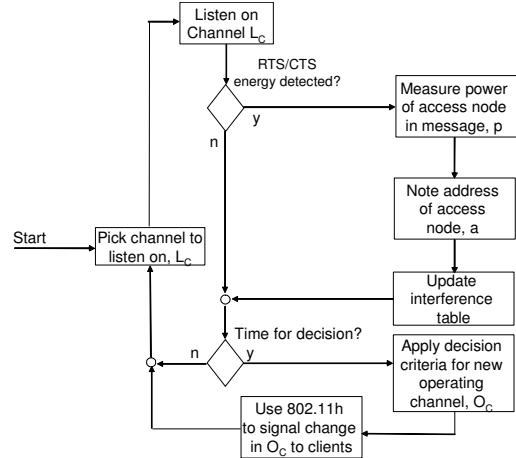 Listen on
Channel L_C
RTS/CTS
energy detected?
y
n
Measure power
of access node
in message, p
Note address
of access
node, a
Start
Pick channel to
listen on, L_C
Update
interference
table
Time for decision?
n
y
Apply decision
criteria for new
operating
channel, O_C
Use 802.11h
to signal change
in O_C to clients